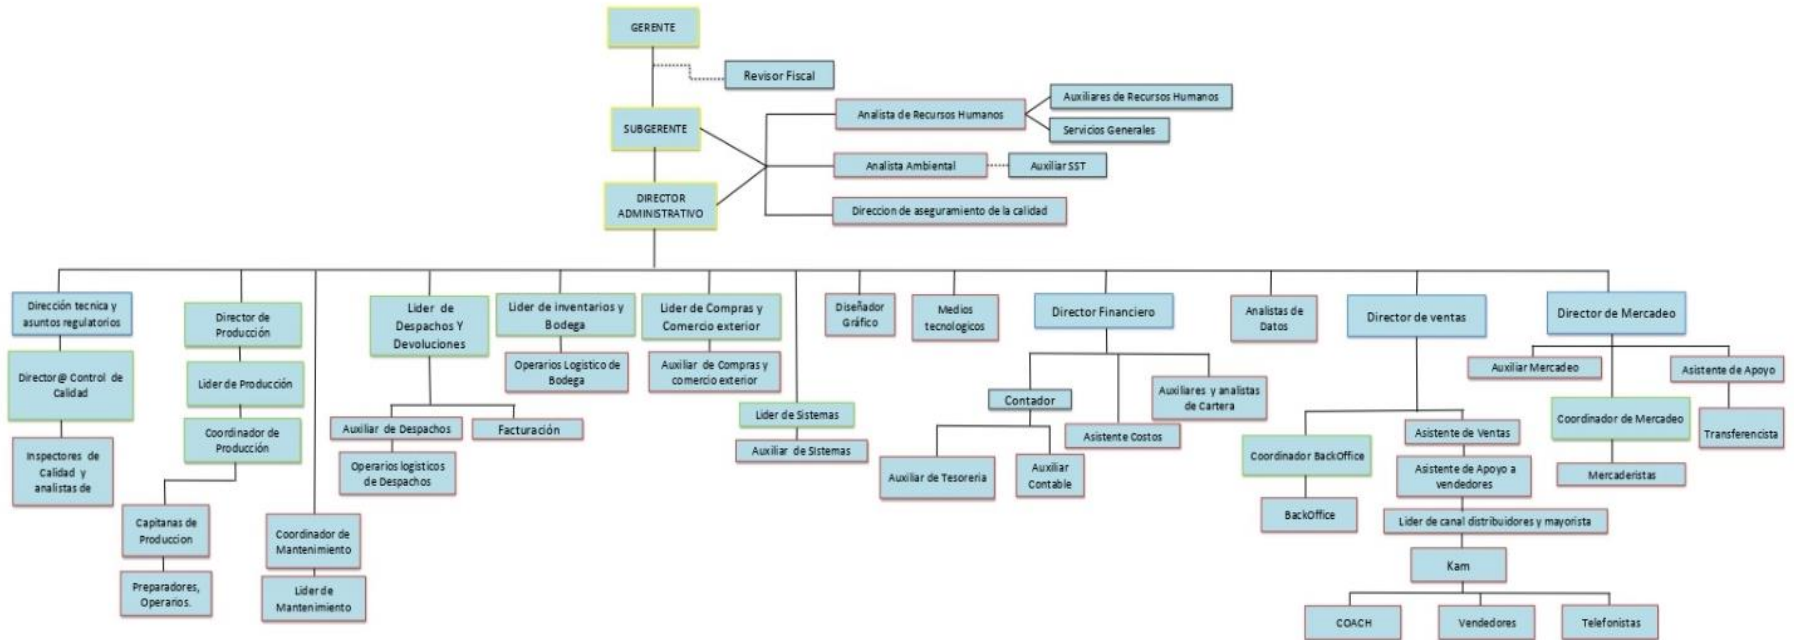 GERENTE
Revisor Fiscal
SUBGERENTE
Analista de Recursos Humanos
Auxiliares de Recursos Humanos
Servicios Generales
Analista Ambiental
Auxiliar SST
DIRECTOR
ADMINISTRATIVO
Direccion de aseguramiento de la calidad
Dirección tecnica y
asuntos regulatorios
Director@ Control de
Calidad
Inspectores de
Calidad y
analistas de
Director de
Producción
Lider de Producción
Coordinador de
Producción
Capitanas de
Produccion
Preparadores,
Operarios.
Coordinador de
Mantenimiento
Lider de
Mantenimiento
Lider de
Despachos Y
Devoluciones
Auxiliar de Despachos
Operarios logisticos
de Despachos
Facturación
Lider de inventarios y
Bodega
Operarios Logistico de
Bodega
Lider de Compras y
Comercio exterior
Auxiliar de Compras y
comercio exterior
Lider de Sistemas
Auxiliar de Sistemas
Diseñador
Gráfico
Medios
tecnologicos
Director Financiero
Contador
Auxiliar de Tesoreria
Auxiliar
Contable
Asistente Costos
Auxiliares y analistas
de Cartera
Analistas de
Datos
Director de ventas
Coordinador BackOffice
BackOffice
Asistente de Ventas
Asistente de Apoyo a
vendedores
Lider de canal distribuidores y mayorista
Kam
COACH
Vendedores
Telefonistas
Director de Mercadeo
Auxiliar Mercadeo
Coordinador de Mercadeo
Mercaderistas
Asistente de Apoyo
Transferencista